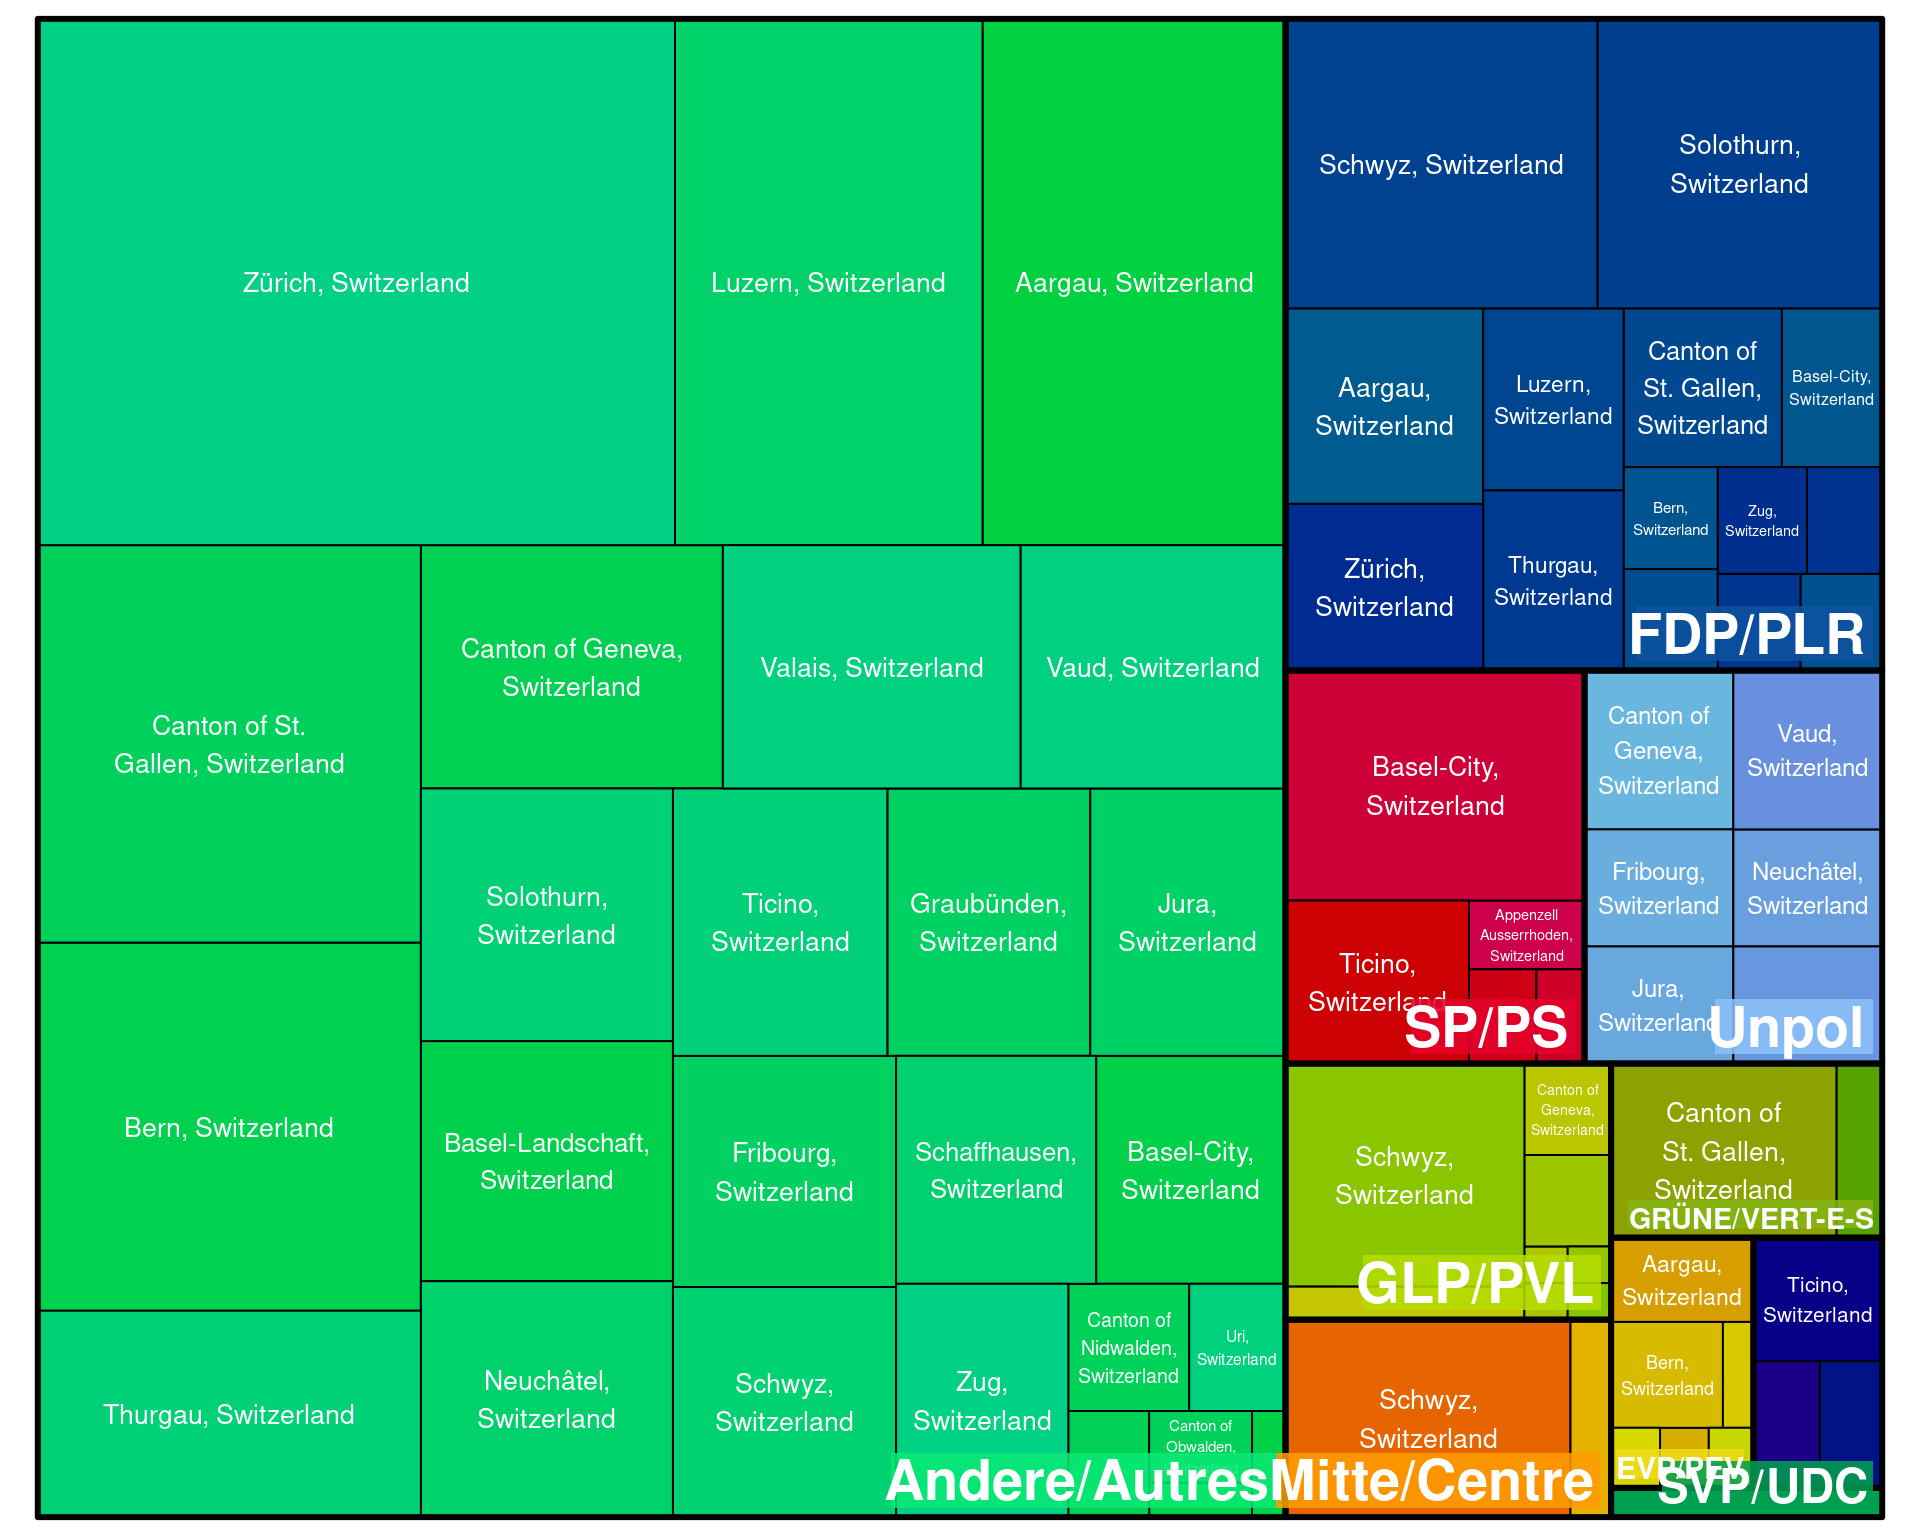 Zürich, Switzerland
Luzern, Switzerland
Aargau, Switzerland
Canton of St.
Gallen, Switzerland
Bern, Switzerland
Thurgau, Switzerland
Canton of Geneva,
Switzerland
Valais, Switzerland
Vaud, Switzerland
Solothurn,
Switzerland
Ticino,
Switzerland
Graubünden,
Switzerland
Jura,
Switzerland
Basel-Landschaft,
Switzerland
Neuchâtel,
Switzerland
Fribourg,
Switzerland
Schaffhausen,
Switzerland
Basel-City,
Switzerland
Schwyz,
Switzerland
Zug,
Switzerland
Canton of
Nidwalden,
Switzerland
Uri,
Switzerland
Canton of
Obwalden,
Andere/Autres
Schwyz, Switzerland
Solothurn,
Switzerland
Aargau,
Switzerland
Luzern,
Switzerland
Canton of
St. Gallen,
Switzerland
Basel-City,
Switzerland
Zürich,
Switzerland
Thurgau,
Switzerland
Bern,
Switzerland
Zug,
Switzerland
FDP/PLR
Basel-City,
Switzerland
Ticino,
Switzerland
Appenzell
Ausserrhoden,
Switzerland
SP/PS
Canton of
Geneva,
Switzerland
Vaud,
Switzerland
Fribourg,
Switzerland
Neuchâtel,
Switzerland
Jura,
Switzerland
Unpol
Schwyz,
Switzerland
Canton of
Geneva,
Switzerland
GLP/PVL
Canton of
St. Gallen,
Switzerland
GRÜNE/VERT-E-S
Schwyz,
Switzerland
Mitte/Centre
Aargau,
Switzerland
Bern,
Switzerland
EVP/PEV
Ticino,
Switzerland
SVP/UDC